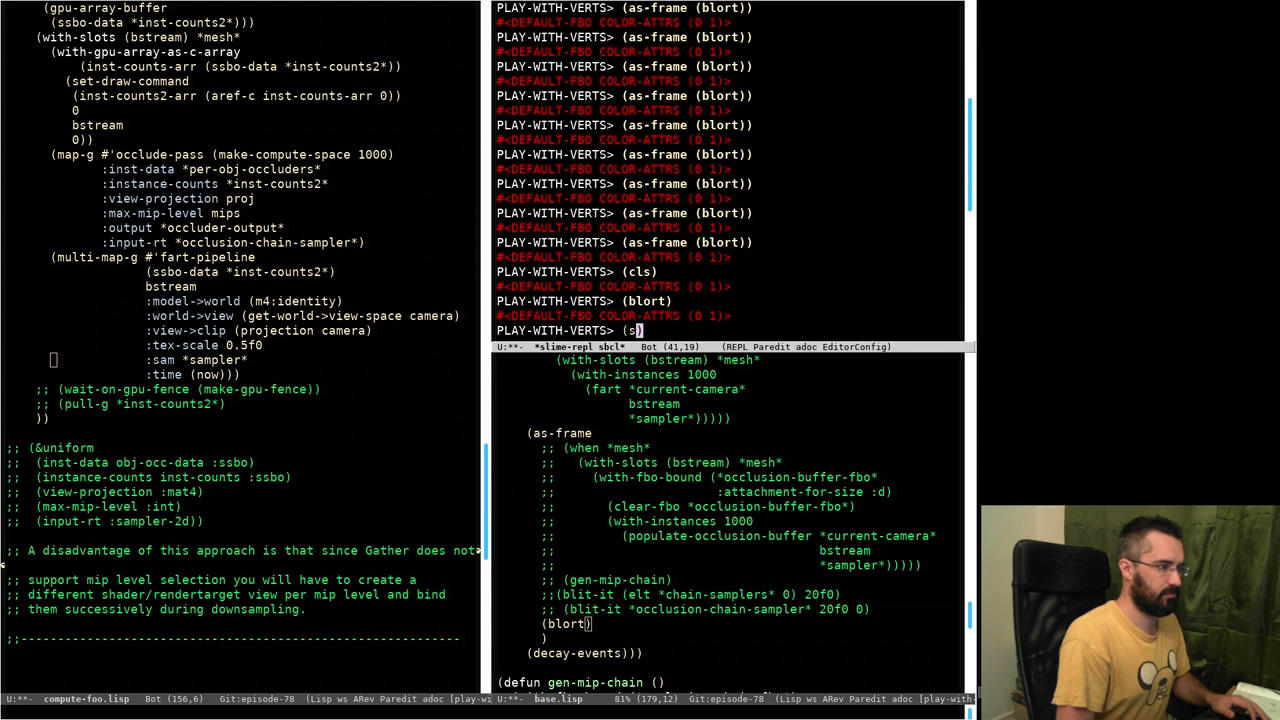 (gpu-array-buffer
(ssbo-data *inst-counts2*)))
(with-slots (bstream) *mesh*
(with-gpu-array-as-c-array
(inst-counts-arr (ssbo-data *inst-counts2*))
(set-draw-command
(inst-counts2-arr (aref-c inst-counts-arr 0))
0
bstream
0))
(map-g #'occlude-pass (make-compute-space 1000)
:inst-data *per-obj-occluders*
:instance-counts *inst-counts2*
:view-projection proj
:max-mip-level mips
:output *occluder-output*
:input-rt *occlusion-chain-sampler*)
(multi-map-g #'fart-pipeline
(ssbo-data *inst-counts2*)
bstream
:model->world (m4:identity)
:world->view (get-world->view-space camera)
:view->clip (projection camera)
:tex-scale 0.5f0
:sam *sampler*
:time (now)))
;; (wait-on-gpu-fence (make-gpu-fence))
;; (pull-g *inst-counts2*)
))
;; (&uniform
;;  (inst-data obj-occ-data :ssbo)
;;  (instance-counts inst-counts :ssbo)
;;  (view-projection :mat4)
;;  (max-mip-level :int)
;;  (input-rt :sampler-2d))
;; A disadvantage of this approach is that since Gather does not
;; support mip level selection you will have to create a
;; different shader/rendertarget view per mip level and bind
;; them successively during downsampling.
;;-----------------------------------------------------------
U:**-  compute-foo.lisp   Bot (156,6)   Git:episode-78  (Lisp ws ARev Paredit adoc [play-wi
PLAY-WITH-VERTS> (as-frame (blort))
#<DEFAULT-FBO COLOR-ATTRS (0 1)>
PLAY-WITH-VERTS> (as-frame (blort))
#<DEFAULT-FBO COLOR-ATTRS (0 1)>
PLAY-WITH-VERTS> (as-frame (blort))
#<DEFAULT-FBO COLOR-ATTRS (0 1)>
PLAY-WITH-VERTS> (as-frame (blort))
#<DEFAULT-FBO COLOR-ATTRS (0 1)>
PLAY-WITH-VERTS> (as-frame (blort))
#<DEFAULT-FBO COLOR-ATTRS (0 1)>
PLAY-WITH-VERTS> (as-frame (blort))
#<DEFAULT-FBO COLOR-ATTRS (0 1)>
PLAY-WITH-VERTS> (as-frame (blort))
#<DEFAULT-FBO COLOR-ATTRS (0 1)>
PLAY-WITH-VERTS> (as-frame (blort))
#<DEFAULT-FBO COLOR-ATTRS (0 1)>
PLAY-WITH-VERTS> (as-frame (blort))
#<DEFAULT-FBO COLOR-ATTRS (0 1)>
PLAY-WITH-VERTS> (cls)
#<DEFAULT-FBO COLOR-ATTRS (0 1)>
PLAY-WITH-VERTS> (blort)
#<DEFAULT-FBO COLOR-ATTRS (0 1)>
PLAY-WITH-VERTS> (s)
U:**-  *slime-repl sbcl*   Bot (41,19)   (REPL Paredit adoc EditorConfig)
(with-slots (bstream) *mesh*
(with-instances 1000
(fart *current-camera*
bstream
*sampler*)))))
(as-frame
;; (when *mesh*
;;   (with-slots (bstream) *mesh*
;;     (with-fbo-bound (*occlusion-buffer-fbo*
;;                      :attachment-for-size :d)
;;       (clear-fbo *occlusion-buffer-fbo*)
;;       (with-instances 1000
;;         (populate-occlusion-buffer *current-camera*
;;                                    bstream
;;                                    *sampler*)))))
;; (gen-mip-chain)
;;(blit-it (elt *chain-samplers* 0) 20f0)
;; (blit-it *occlusion-chain-sampler* 20f0 0)
(blort)
)
(decay-events)))
(defun gen-mip-chain ()
U:**-  base.lisp   81% (179,12)   Git:episode-78  (Lisp ws ARev Paredit adoc [play-with-